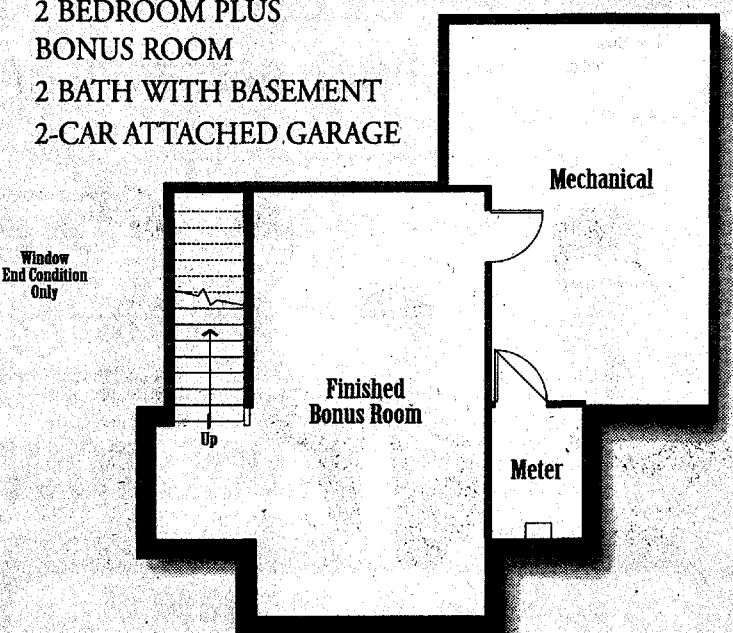 2 BEDROOM PLUS
BONUS ROOM
2 BATH WITH BASEMENT
2-CAR ATTACHED GARAGE
Mechanical
Window
End Condition
Only
Finished
Bonus Room
Up
Meter